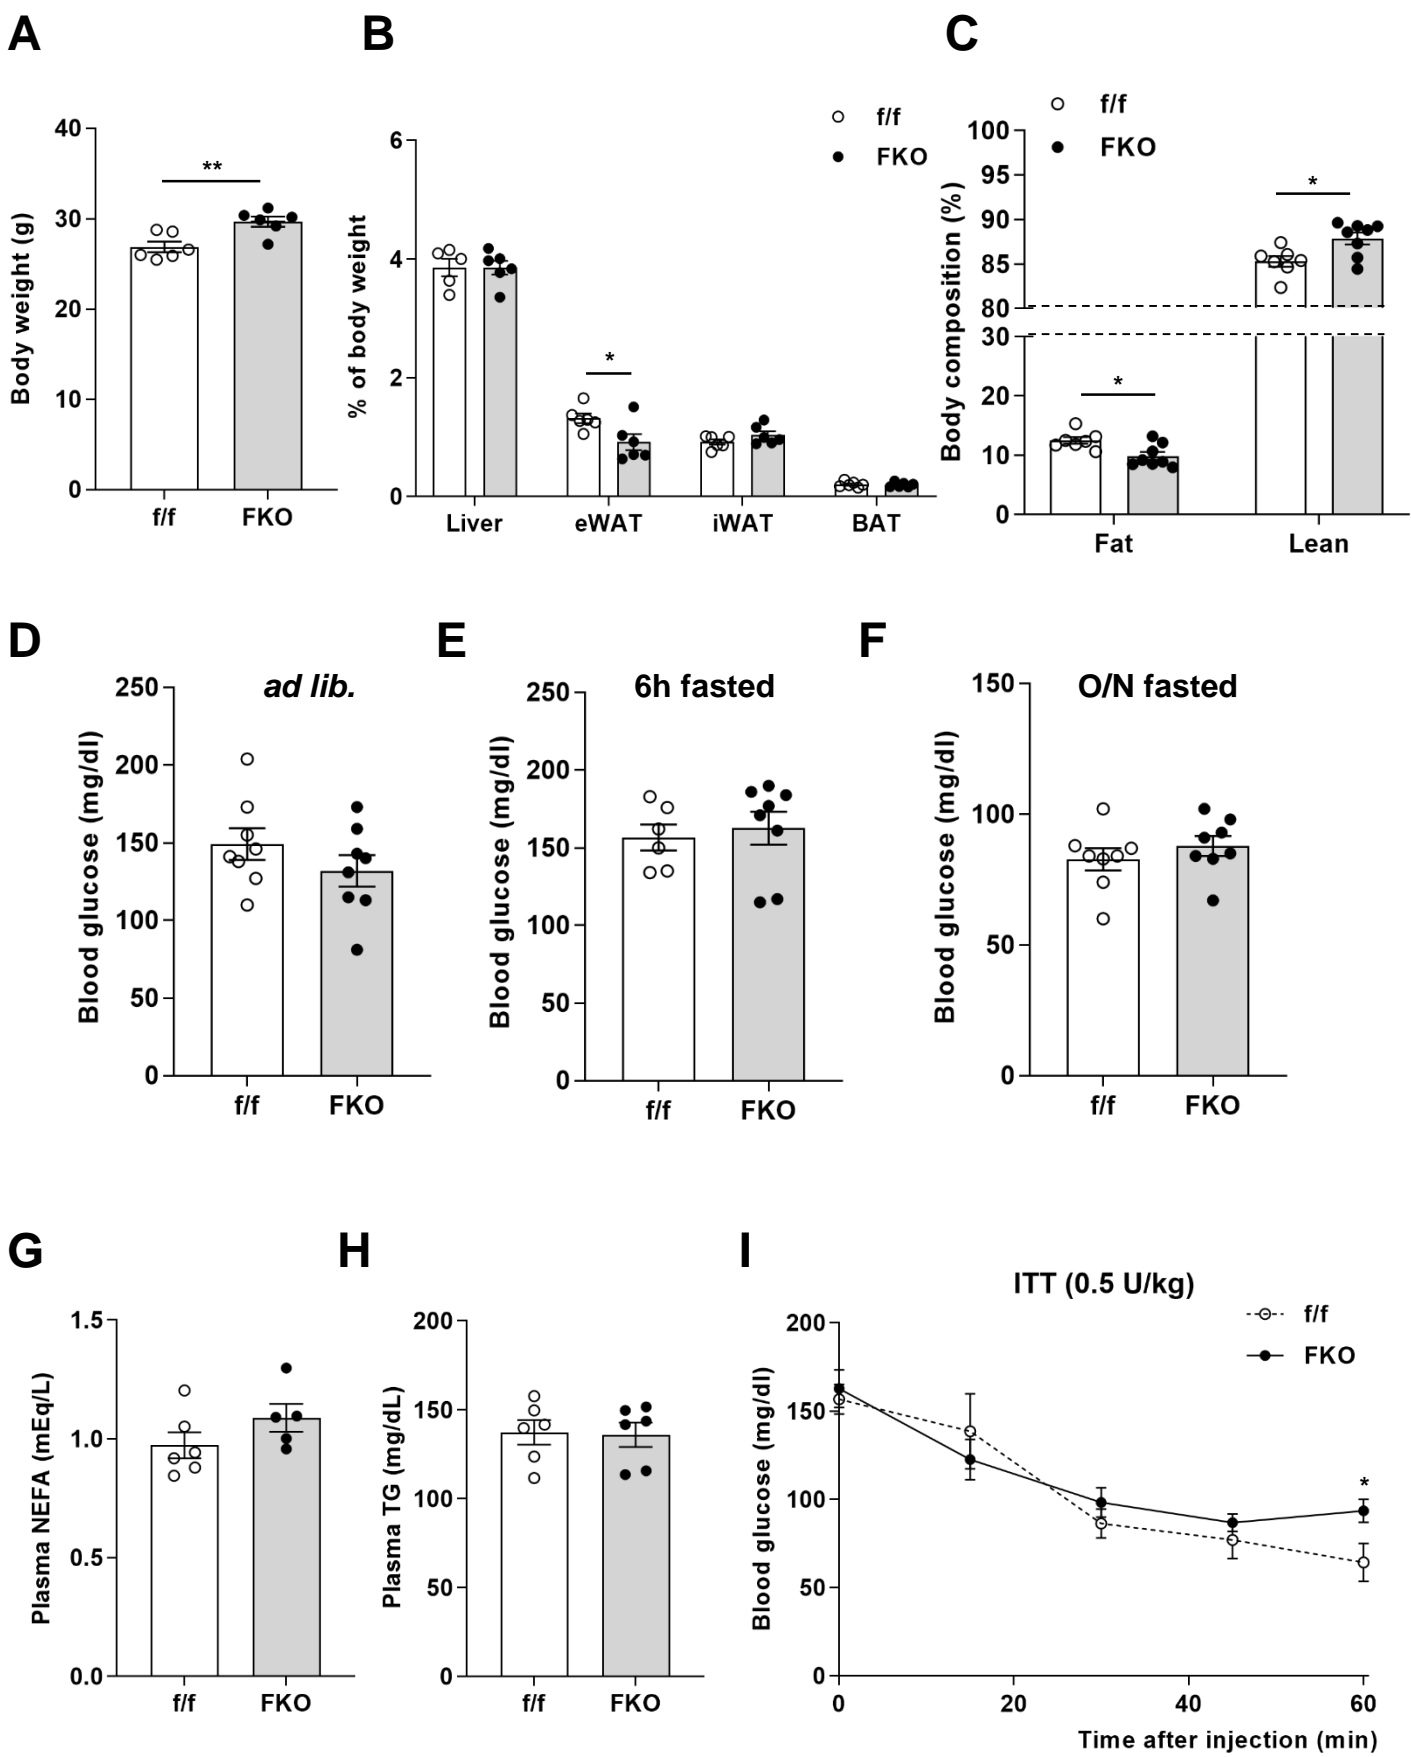 A
B
C
40
30
20
10
0
Body weight (g)
**
f/f
FKO
6
4
2
0
% of body weight
f/f
FKO
*
Liver
eWAT
iWAT
BAT
100
95
90
85
80
30
20
10
0
Body composition (%)
f/f
FKO
*
*
Fat
Lean
D
E
F
ad lib.
250
200
150
100
50
0
Blood glucose (mg/dl)
f/f
FKO
6h fasted
250
200
150
100
50
0
Blood glucose (mg/dl)
f/f
FKO
O/N fasted
150
100
50
0
Blood glucose (mg/dl)
f/f
FKO
G
H
I
1.5
1.0
0.5
0.0
Plasma NEFA (mEq/L)
f/f
FKO
200
150
100
50
0
Plasma TG (mg/dL)
f/f
FKO
ITT (0.5 U/kg)
f/f
FKO
200
150
100
50
0
Blood glucose (mg/dl)
*
0
20
40
60
Time after injection (min)